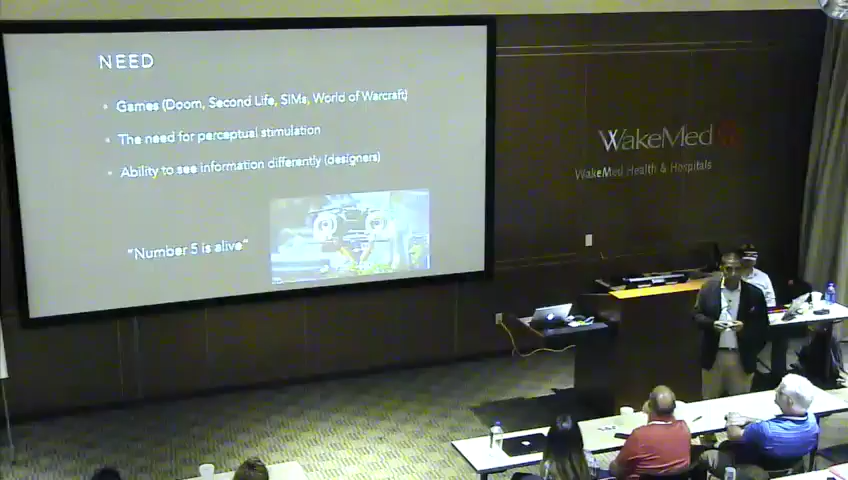 NEED
Games (Doom, Second Life, SIMs, World of Warcraft)
The need for perceptual stimulation
Ability to see information differently (designers)
"Number 5 is alive"
WakeMed
WakeMed Health & Hospitals